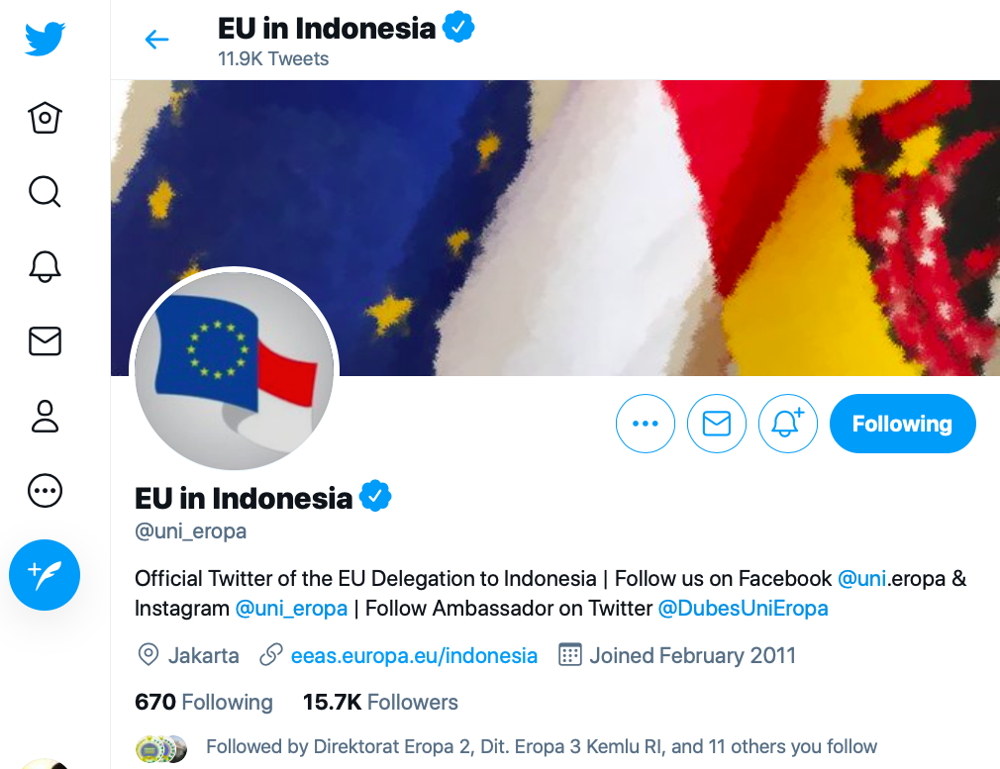 EU in Indonesia
11.9K Tweets
Following
EU in Indonesia
@uni_eropa
Official Twitter of the EU Delegation to Indonesia | Follow us on Facebook @uni.eropa &
Instagram @uni_eropa | Follow Ambassador on Twitter @DubesUniEropa
Jakarta eeas.europa.eu/indonesia Joined February 2011
670 Following 15.7K Followers
Followed by Direktorat Eropa 2, Dit. Eropa 3 Kemlu RI, and 11 others you follow